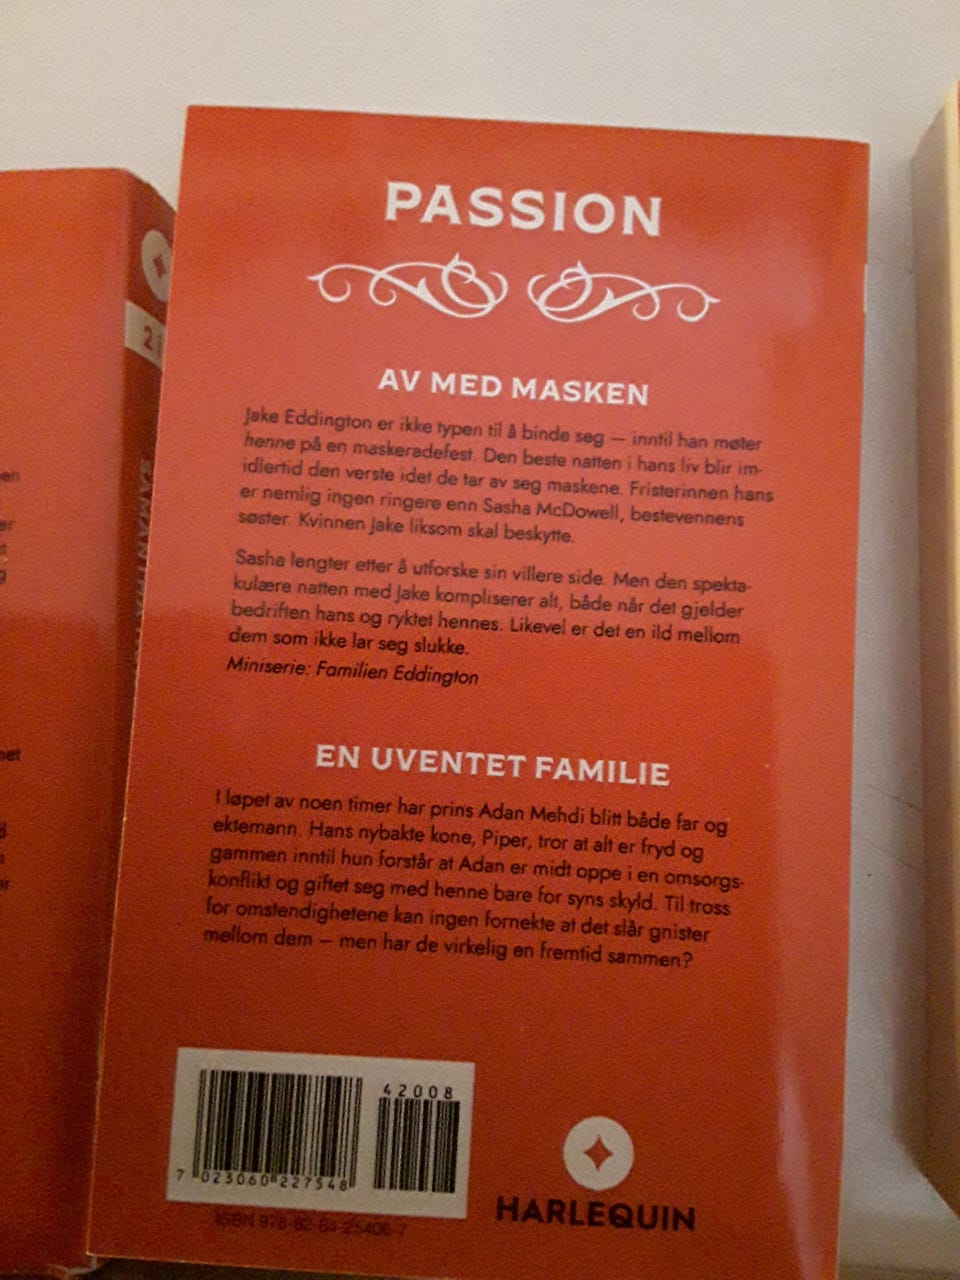 PASSION
AV MED MASKEN
Jake Eddington er ikke typen til å binde seg – inntil han møter
henne på en maskeradefest. Den beste natten i hans liv blir im-
idlertid den verste idet de tar av seg maskene. Fristerinnen hans
er nemlig ingen ringere enn Sasha McDowell, bestevennens
søster. Kvinnen Jake liksom skal beskytte.
Sasha lengter etter å utforske sin villere side. Men den spekta-
kulære natten med Jake kompliserer alt, både når det gjelder
bedriften hans og ryktet hennes. Likevel er det en ild mellom
dem som ikke lar seg slukke.
Miniserie: Familien Eddington
EN UVENTET FAMILIE
I løpet av noen timer har prins Adan Mehdi blitt både far og
ektemann. Hans nybakte kone, Piper, tror at alt er fryd og
gammen inntil hun forstår at Adan er midt oppe i en omsorgs-
konflikt og giftet seg med henne bare for syns skyld. Til tross
for omstendighetene kan ingen fornekte at det slår gnister
mellom dem – men har de virkelig en fremtid sammen?
42008
7 023060 227548
ISBN 978-82-84-25406-7
HARLEQUIN
2